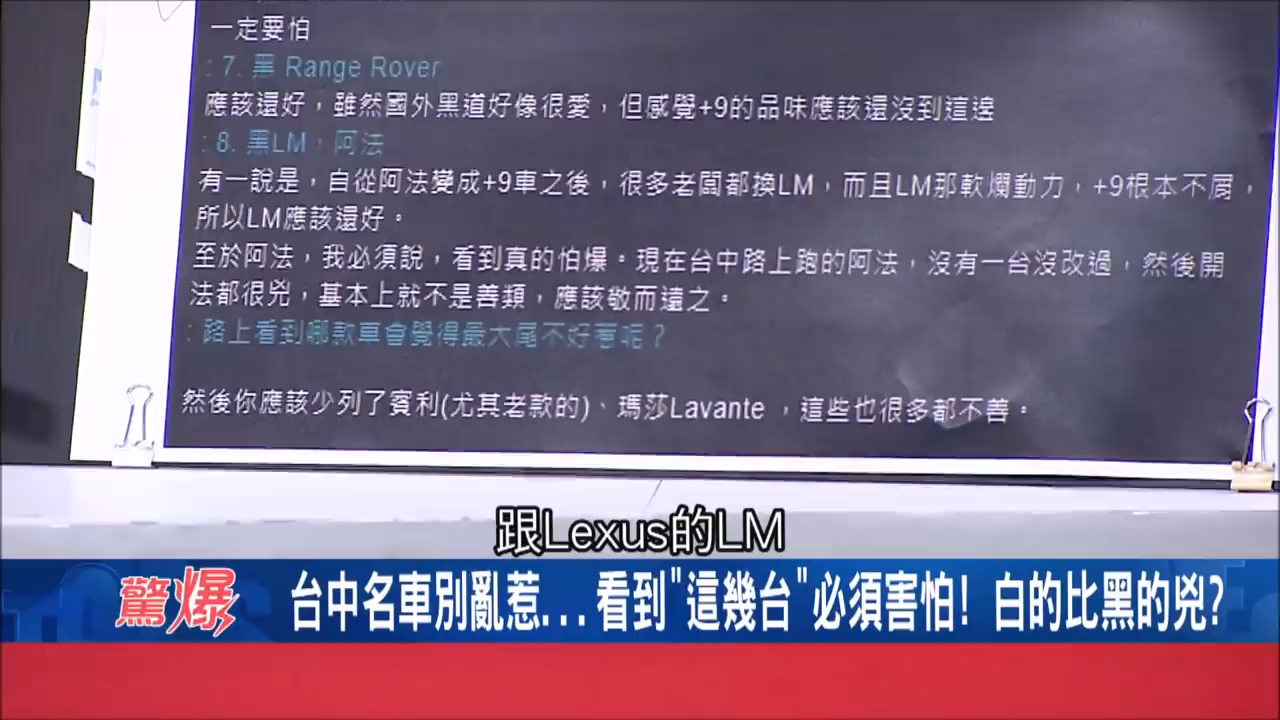 一定要怕
: 7. 黑 Range Rover
應該還好，雖然國外黑道好像很愛，但感覺+9的品味應該還沒到這邊
: 8. 黑LM，阿法
有一說是，自從阿法變成+9車之後，很多老闆都換LM，而且LM那軟爛動力，+9根本不屑，
所以LM應該還好。
至於阿法，我必須說，看到真的怕爆。現在台中路上跑的阿法，沒有一台沒改過，然後開
法都很兇，基本上就不是善類，應該敬而遠之。
: 路上看到哪款車會覺得最大尾不好惹呢？
然後你應該少列了賓利(尤其老款的)、瑪莎Lavante ，這些也很多都不善。
跟Lexus的LM
驚爆 台中名車別亂惹...看到"這幾台"必須害怕! 白的比黑的兇?